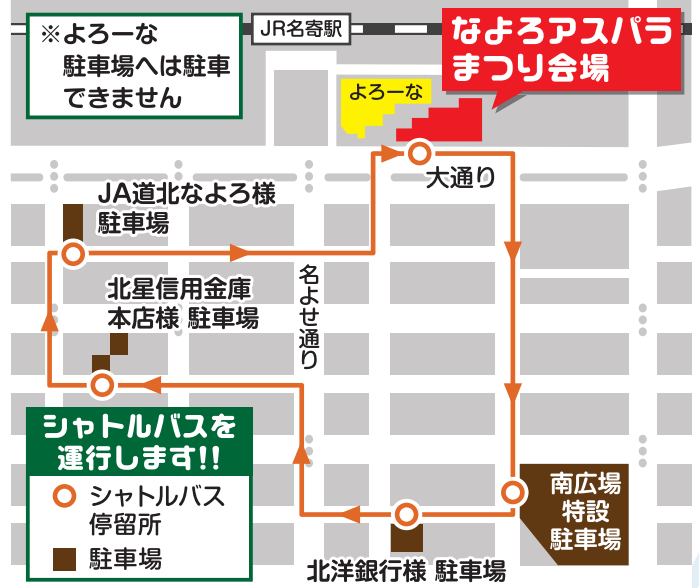 ※よろーな
駐車場へは駐車
できません
JR名寄駅
なよろアスパラ
まつり会場
よろーな
大通り
JA道北なよろ様
駐車場
北星信用金庫
本店様 駐車場
名よせ通り
シャトルバスを
運行します!!
シャトルバス
停留所
駐車場
南広場
特設
駐車場
北洋銀行様 駐車場